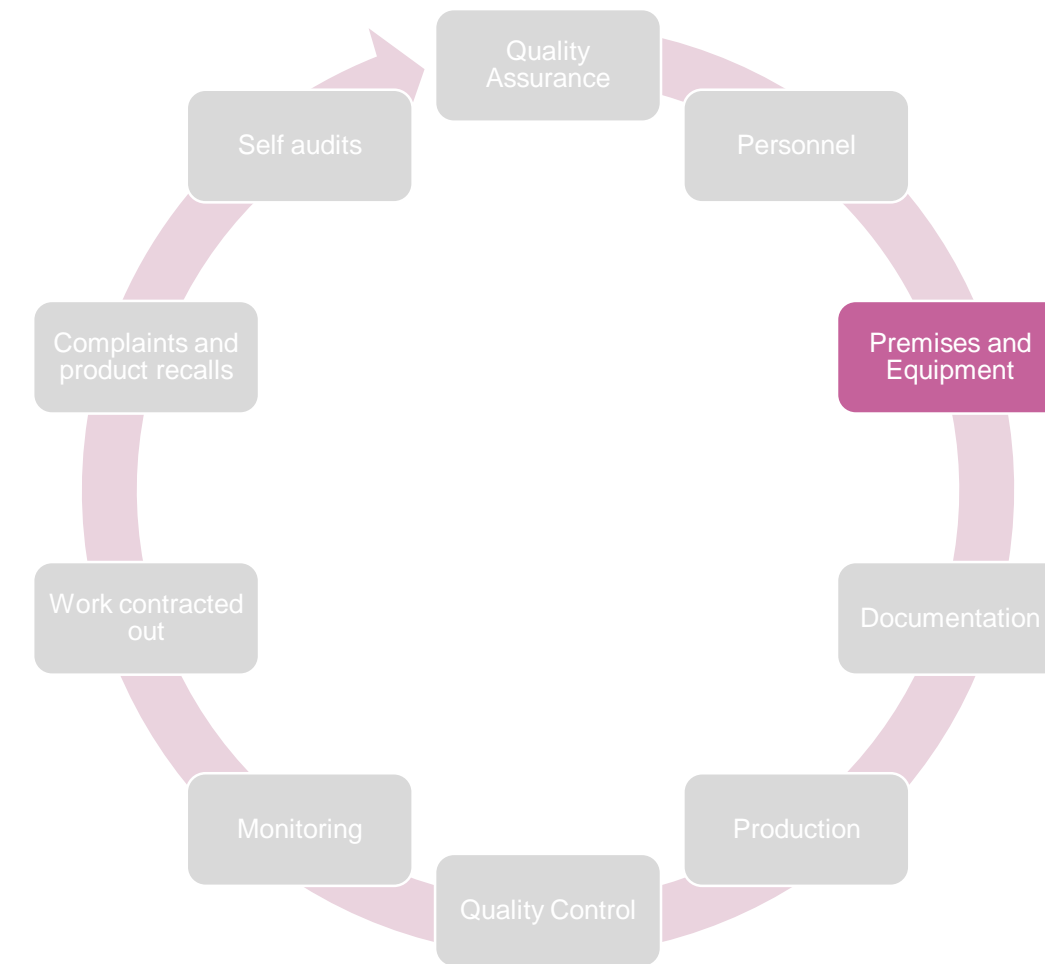 Quality
Assurance
Personnel
Premises and
Equipment
Documentation
Production
Quality Control
Monitoring
Work contracted
out
Complaints and
product recalls
Self audits